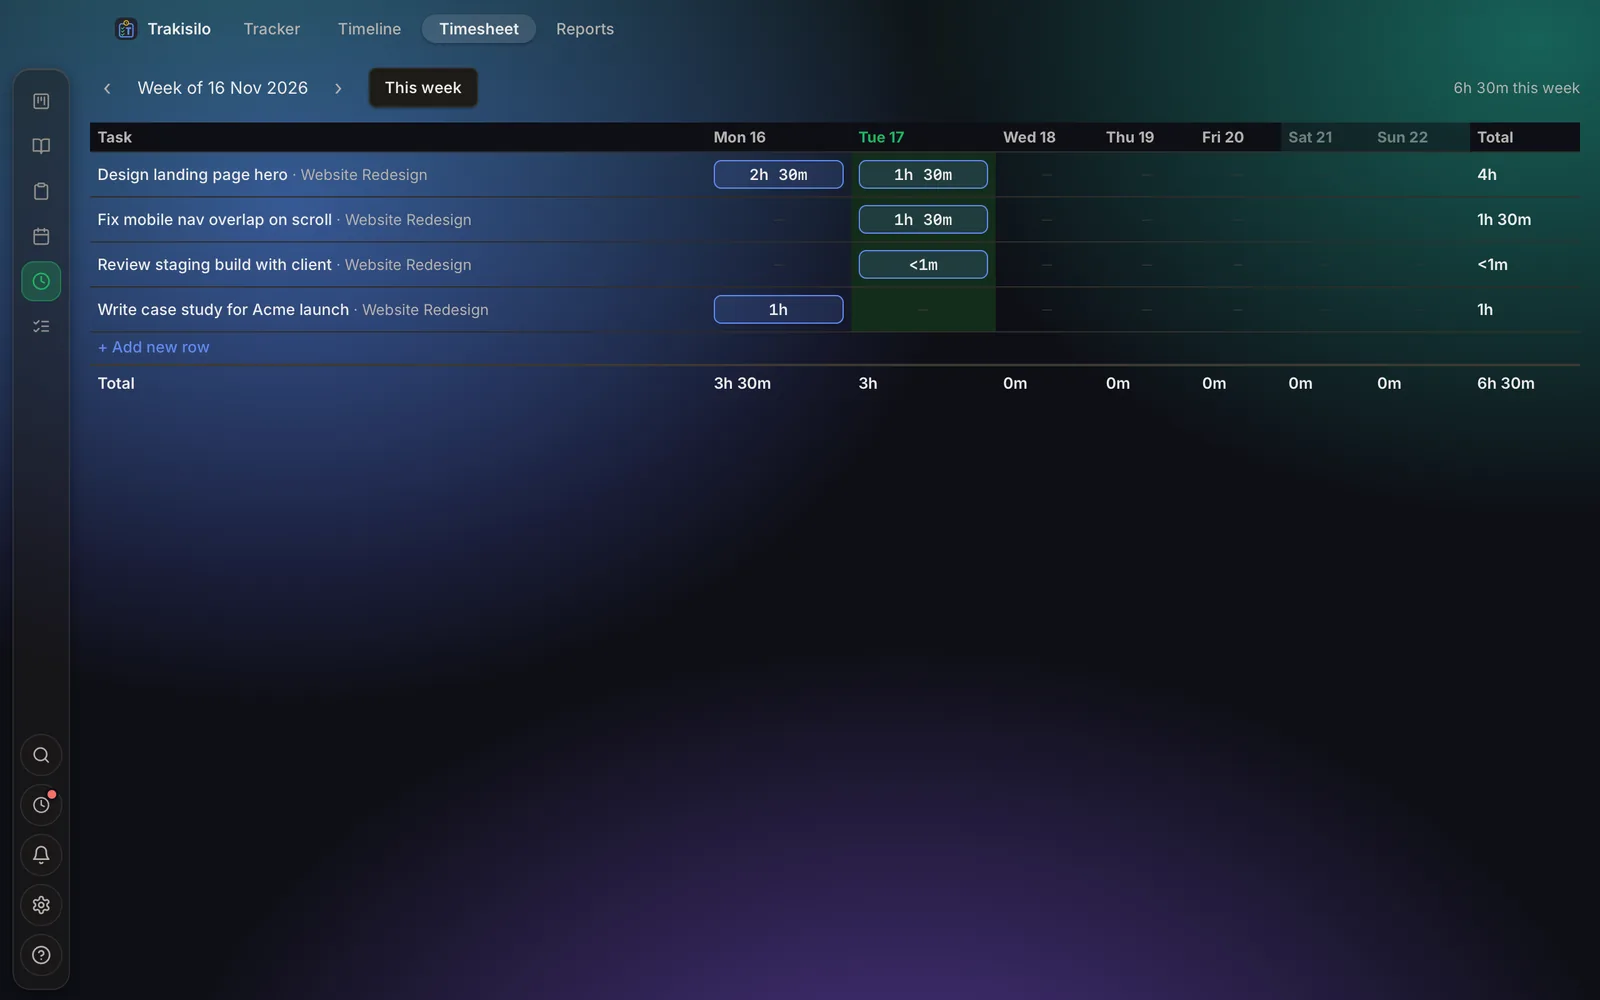 Trakisilo Tracker Timeline Timesheet Reports
‹ Week of 16 Nov 2026 › This week 6h 30m this week
Task Mon 16 Tue 17 Wed 18 Thu 19 Fri 20 Sat 21 Sun 22 Total
Design landing page hero · Website Redesign 2h 30m 1h 30m – – – 4h
Fix mobile nav overlap on scroll · Website Redesign – 1h 30m – – – 1h 30m
Review staging build with client · Website Redesign – <1m – – – <1m
Write case study for Acme launch · Website Redesign 1h – – – – 1h
+ Add new row
Total 3h 30m 3h 0m 0m 0m 0m 0m 6h 30m